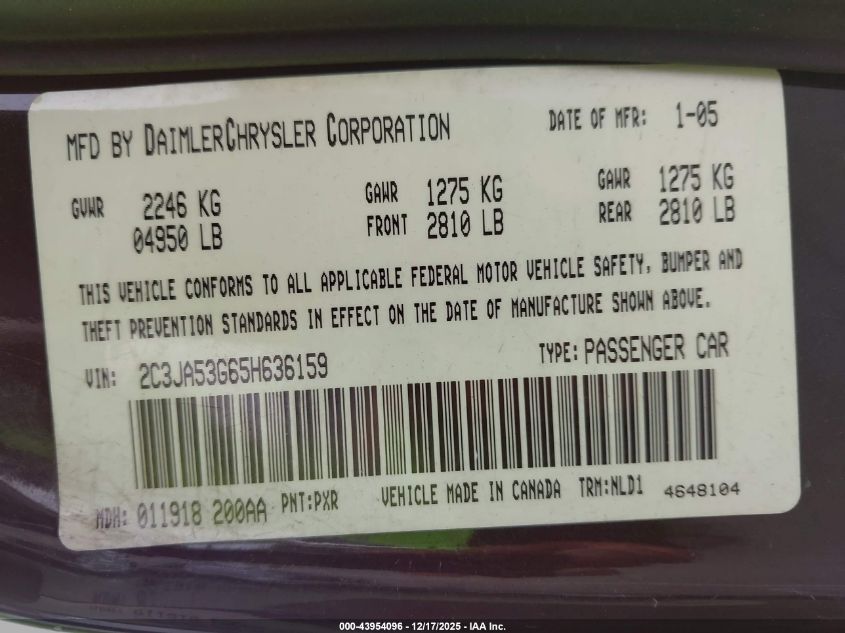 MFD BY DAIMLERCHRYSLER CORPORATION DATE OF MFR: 1-05
GVWR 2246 KG GAWR 1275 KG GAWR 1275 KG
04950 LB FRONT 2810 LB REAR 2810 LB
THIS VEHICLE CONFORMS TO ALL APPLICABLE FEDERAL MOTOR VEHICLE SAFETY, BUMPER AND
THEFT PREVENTION STANDARDS IN EFFECT ON THE DATE OF MANUFACTURE SHOWN ABOVE.
VIN: 2C3JA53G65H636159 TYPE: PASSENGER CAR
MDH: 011918 200AA PNT:PXR VEHICLE MADE IN CANADA TRM:NLD1 4648104
000-43954096 - 12/17/2025 - IAA Inc.